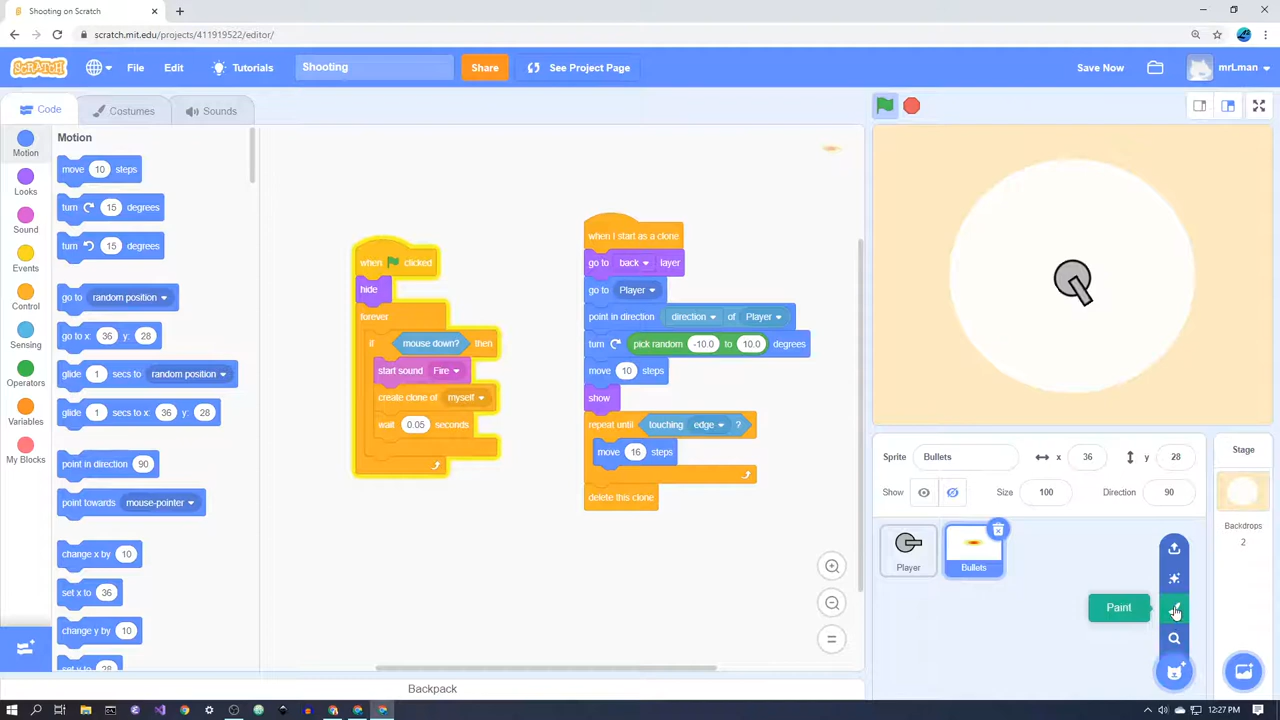 Shooting on Scratch
scratch.mit.edu/projects/411919522/editor/
SCRATCH
File
Edit
Tutorials
Shooting
Share
See Project Page
Save Now
mrLman
Code
Costumes
Sounds
Motion
Looks
Sound
Events
Control
Sensing
Operators
Variables
My Blocks
Motion
move 10 steps
turn 15 degrees
turn 15 degrees
go to random position
go to x: 36 y: 28
glide 1 secs to random position
glide 1 secs to x: 36 y: 28
point in direction 90
point towards mouse-pointer
change x by 10
set x to 36
change y by 10
set y to 28
when clicked
hide
forever
if mouse down? then
start sound Fire
create clone of myself
wait 0.05 seconds
when I start as a clone
go to back layer
go to Player
point in direction direction of Player
turn pick random -10.0 to 10.0 degrees
move 10 steps
show
repeat until touching edge ?
move 16 steps
delete this clone
Backpack
Sprite Bullets x 36 y 28
Show Size 100 Direction 90
Player
Bullets
Paint
Stage
Backdrops
2
12:27 PM